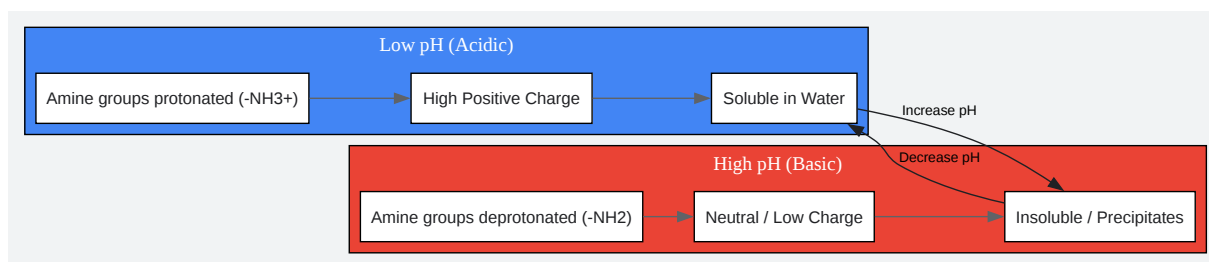 Low pH (Acidic)
Amine groups protonated (-NH3+)
High Positive Charge
Soluble in Water
Increase pH
Decrease pH
High pH (Basic)
Amine groups deprotonated (-NH2)
Neutral / Low Charge
Insoluble / Precipitates